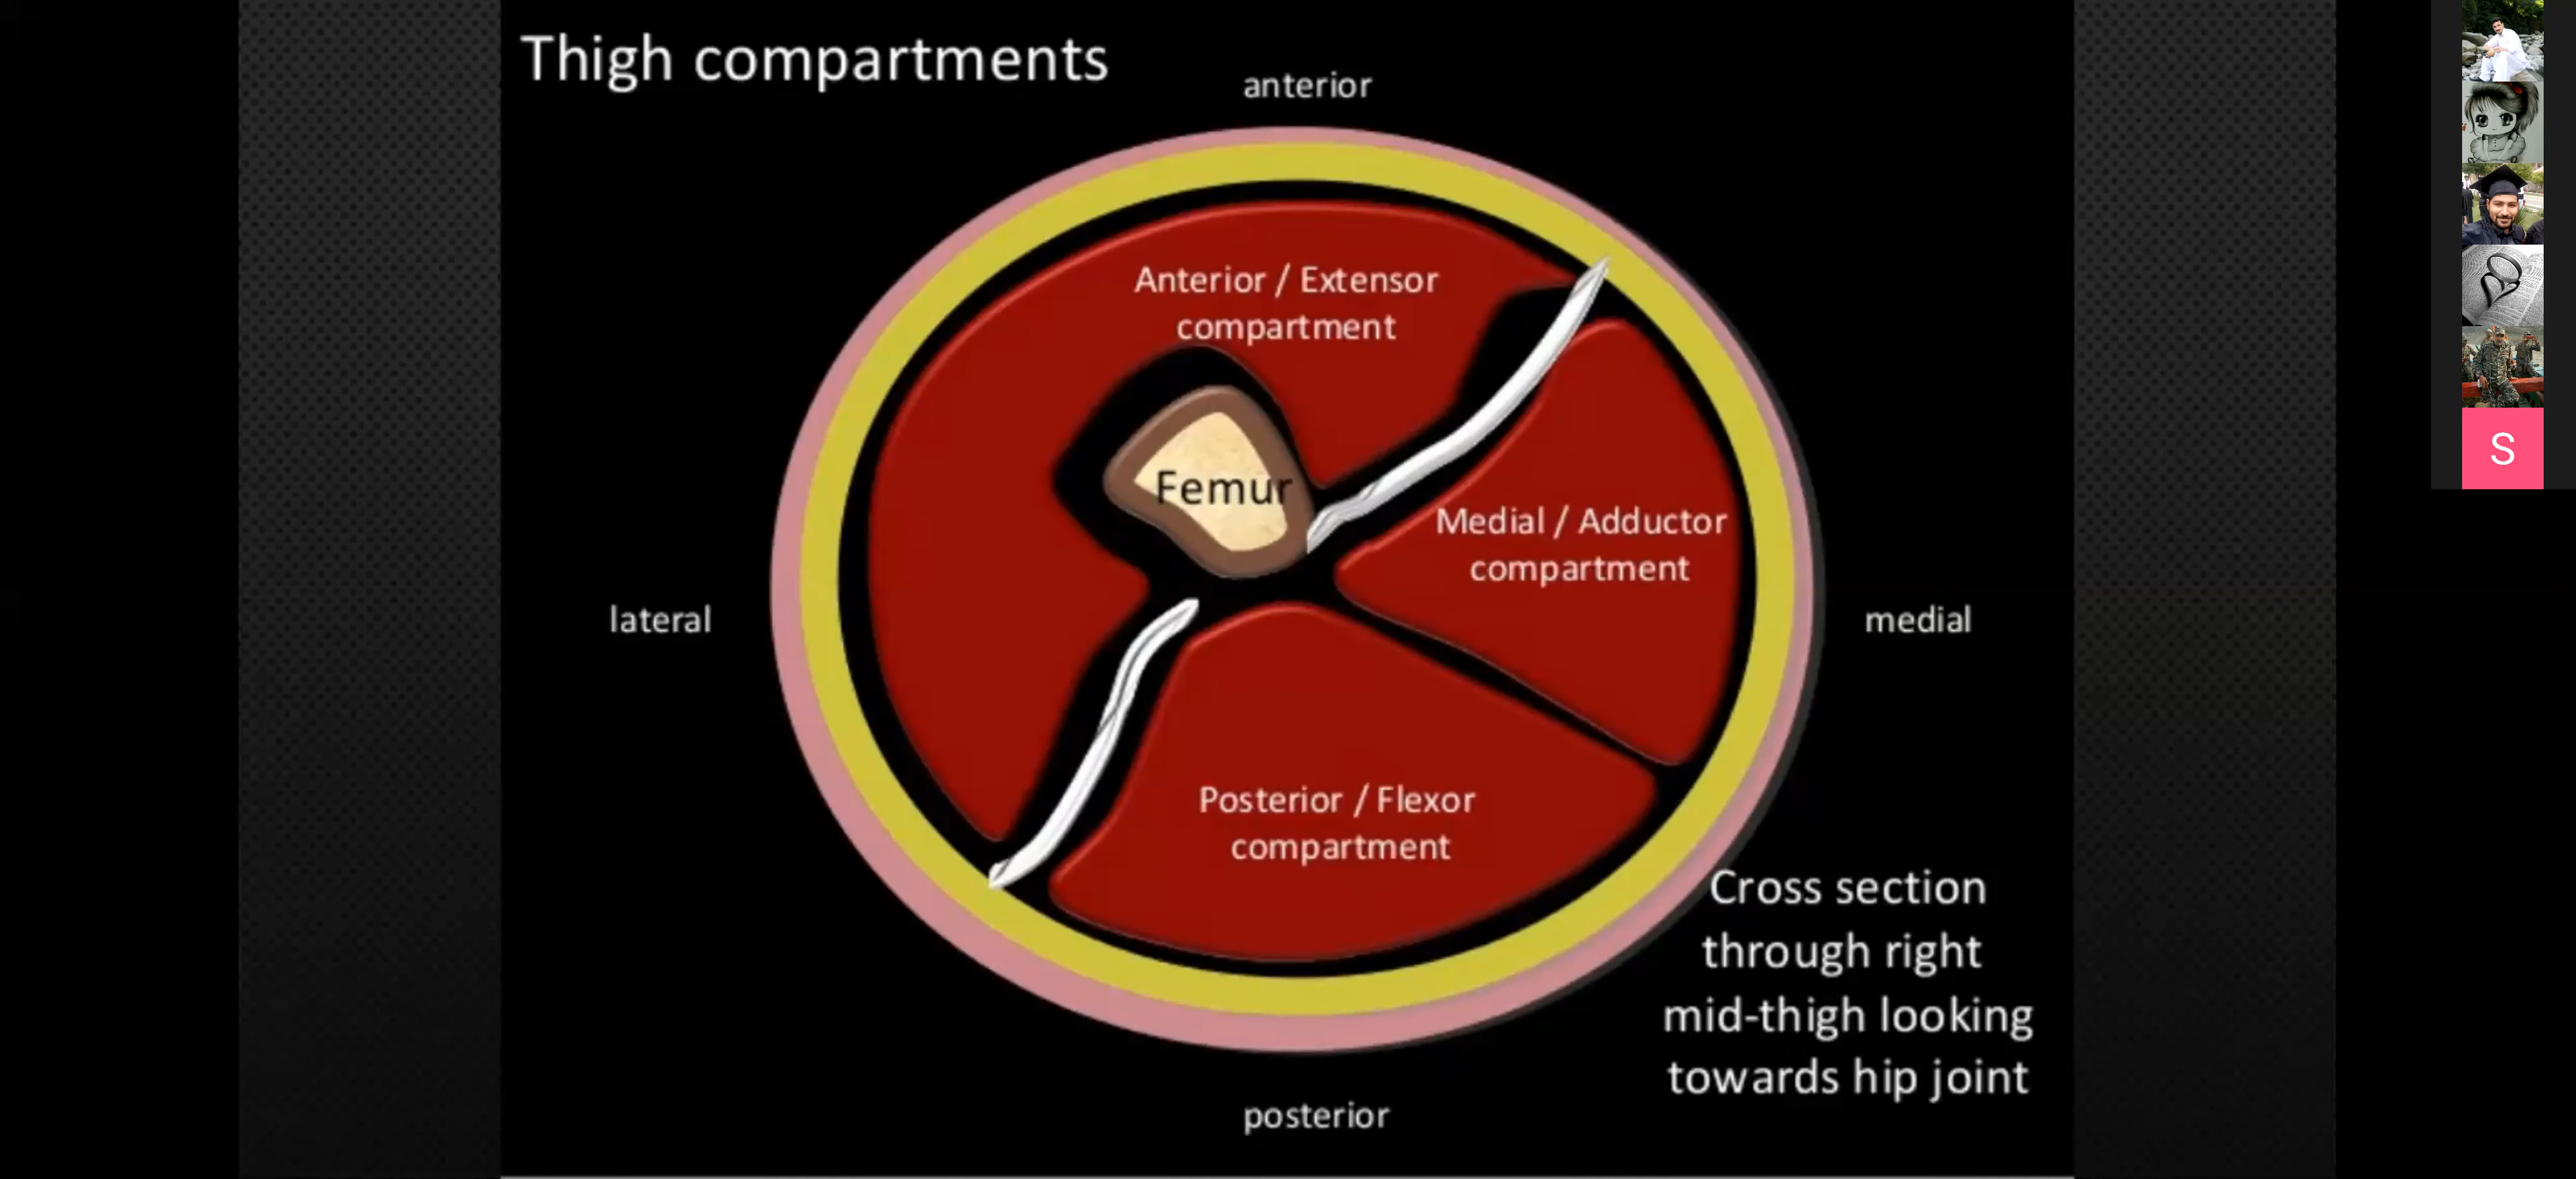 Thigh compartments
anterior
Anterior / Extensor
compartment
Femur
Medial / Adductor
compartment
lateral
medial
Posterior / Flexor
compartment
Cross section
through right
mid-thigh looking
towards hip joint
posterior
S